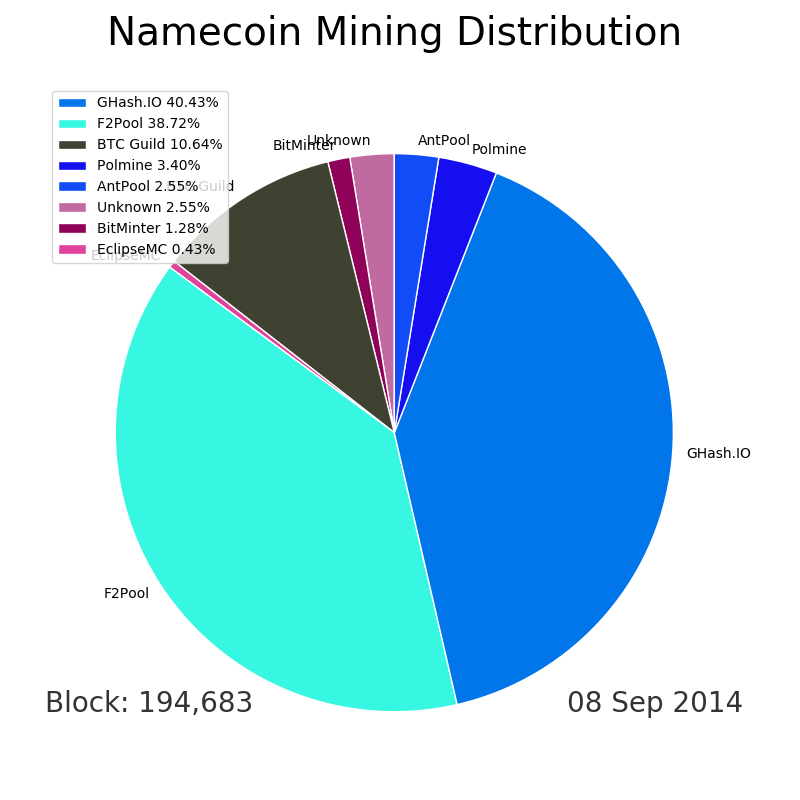 Namecoin Mining Distribution
GHash.IO 40.43%
F2Pool 38.72%
BTC Guild 10.64%
Polmine 3.40%
AntPool 2.55%
Unknown 2.55%
BitMinter 1.28%
EclipseMC 0.43%
BitMinter
Unknown
AntPool
Polmine
Guild
EclipseMC
GHash.IO
F2Pool
Block: 194,683
08 Sep 2014